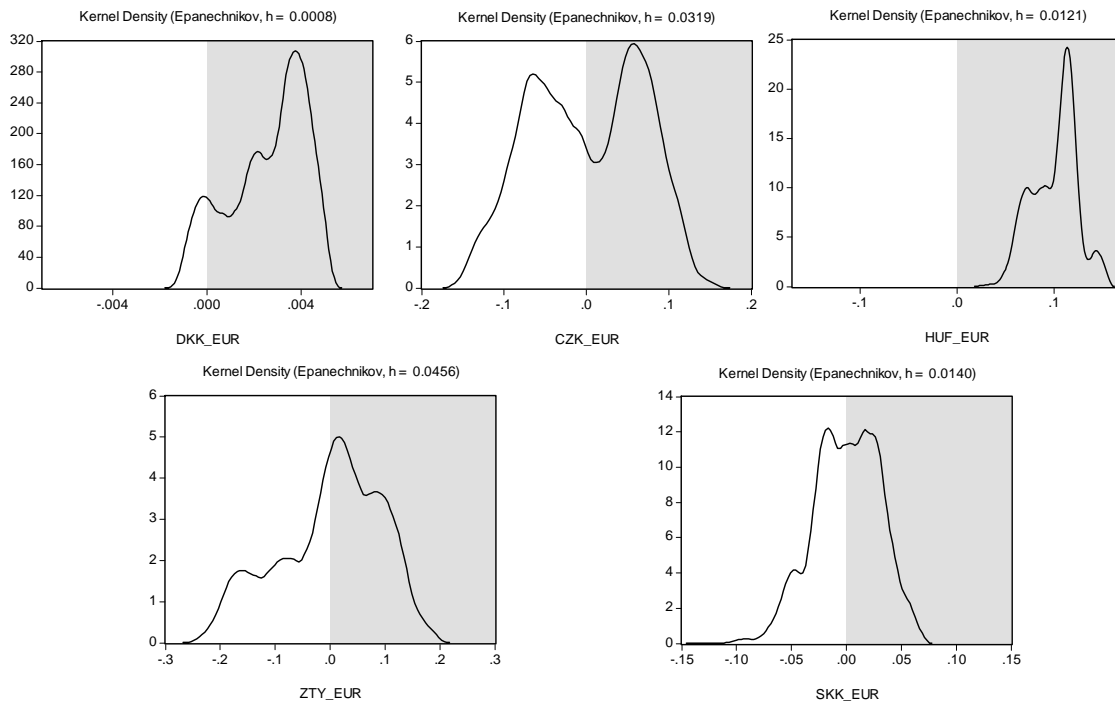 Kernel Density (Epanechnikov, h = 0.0008)
320
280
240
200
160
120
80
40
0
-.004 .000 .004
DKK_EUR
Kernel Density (Epanechnikov, h = 0.0319)
6
5
4
3
2
1
0
-.2 -.1 .0 .1 .2
CZK_EUR
Kernel Density (Epanechnikov, h = 0.0121)
25
20
15
10
5
0
-.1 .0 .1
HUF_EUR
Kernel Density (Epanechnikov, h = 0.0456)
6
5
4
3
2
1
0
-.3 -.2 -.1 .0 .1 .2 .3
ZTY_EUR
Kernel Density (Epanechnikov, h = 0.0140)
14
12
10
8
6
4
2
0
-.15 -.10 -.05 .00 .05 .10 .15
SKK_EUR